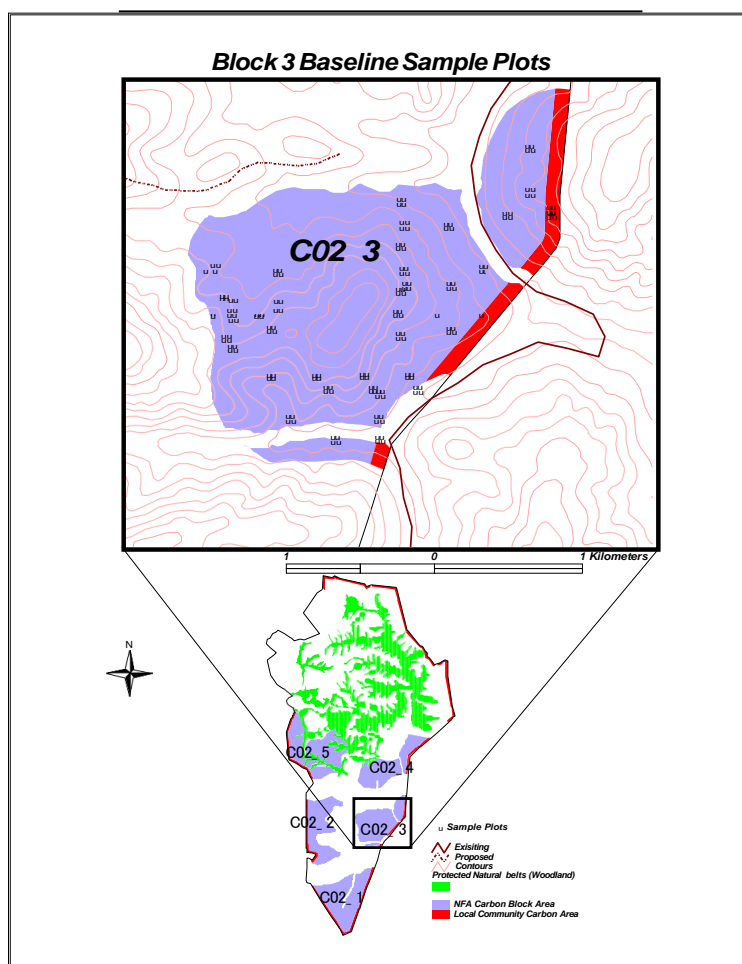 Block 3 Baseline Sample Plots
C02 3
1 0 1 Kilometers
N
C02_5
C02_4
C02_2
C02_3
C02_1
u Sample Plots
Exisiting
Proposed
Contours
Protected Natural belts (Woodland)
NFA Carbon Block Area
Local Community Carbon Area